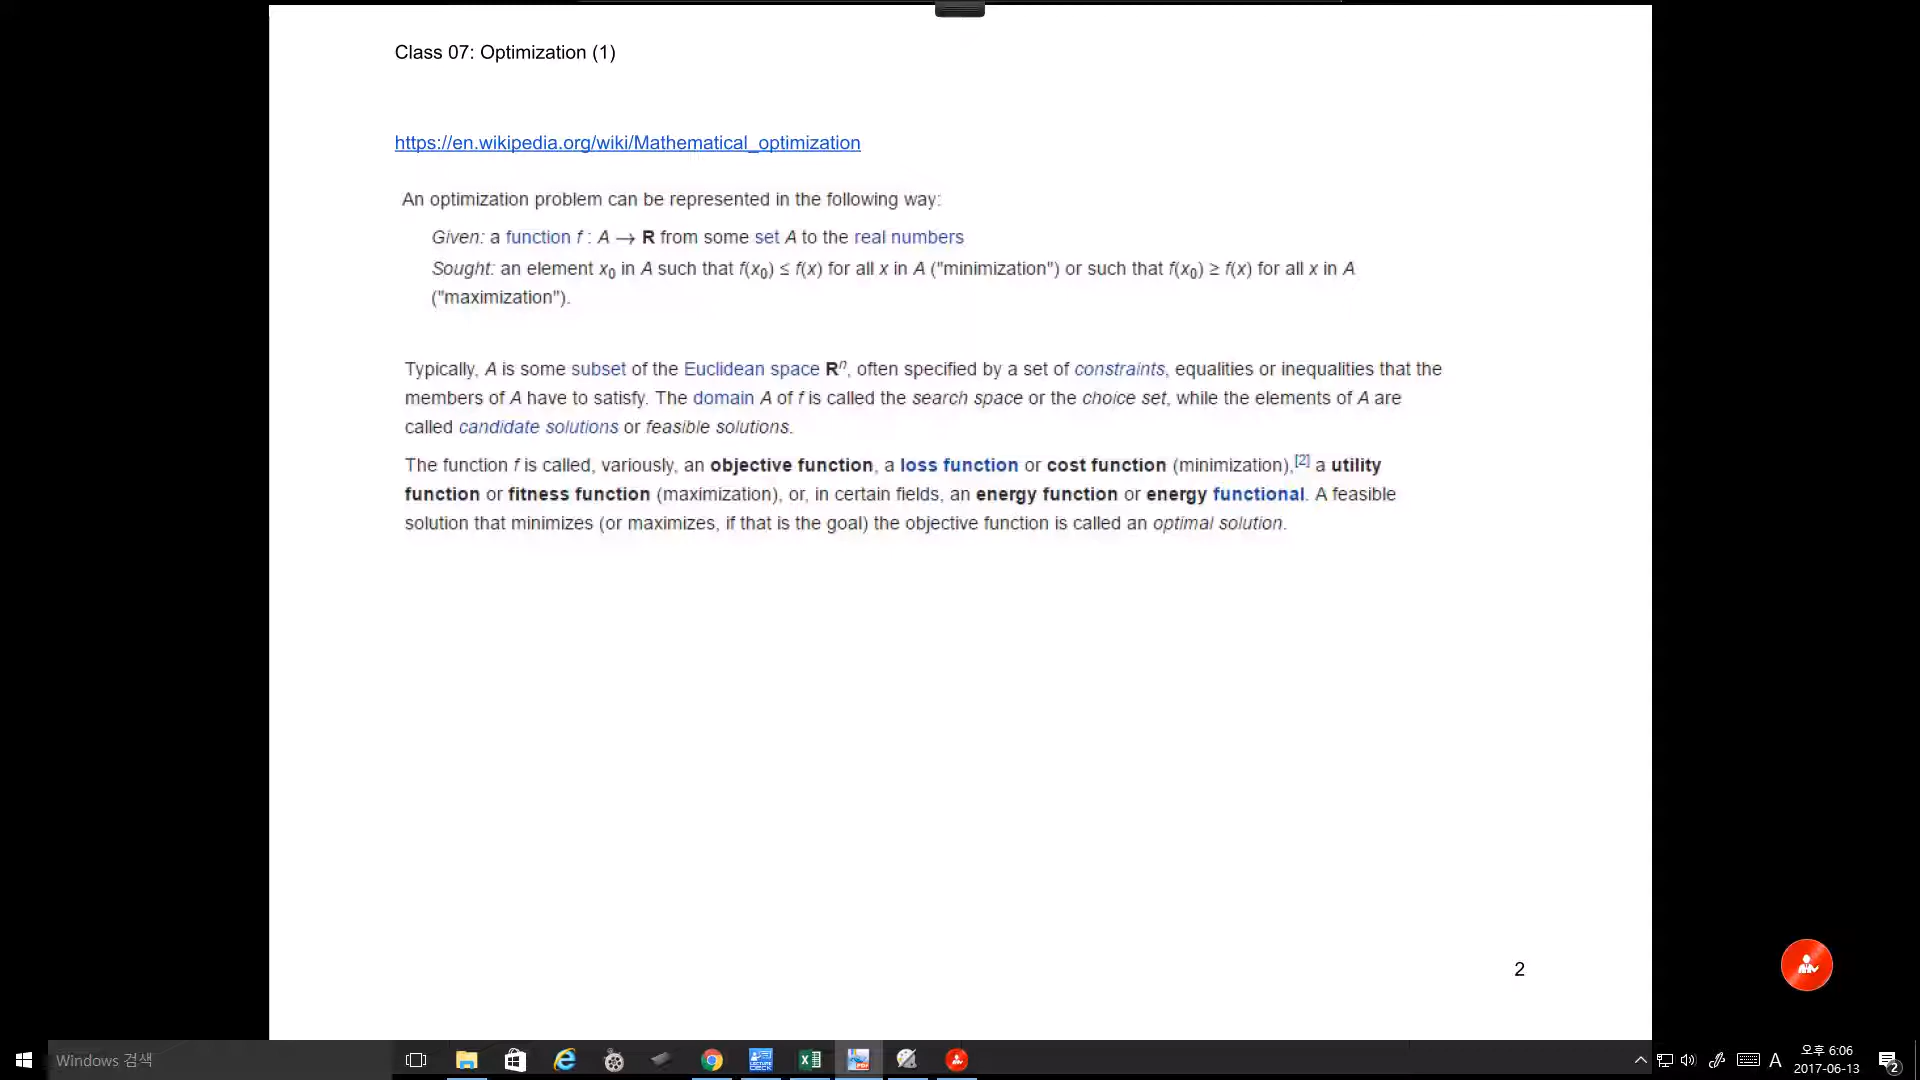 Class 07: Optimization (1)
https://en.wikipedia.org/wiki/Mathematical_optimization
An optimization problem can be represented in the following way:
Given: a function f : A → R from some set A to the real numbers
Sought: an element x₀ in A such that f(x₀) ≤ f(x) for all x in A ("minimization") or such that f(x₀) ≥ f(x) for all x in A
("maximization").
Typically, A is some subset of the Euclidean space Rⁿ, often specified by a set of constraints, equalities or inequalities that the
members of A have to satisfy. The domain A of f is called the search space or the choice set, while the elements of A are
called candidate solutions or feasible solutions.
The function f is called, variously, an objective function, a loss function or cost function (minimization),[2] a utility
function or fitness function (maximization), or, in certain fields, an energy function or energy functional. A feasible
solution that minimizes (or maximizes, if that is the goal) the objective function is called an optimal solution.
2
Windows 검색
A
오후 6:06
2017-06-13
2